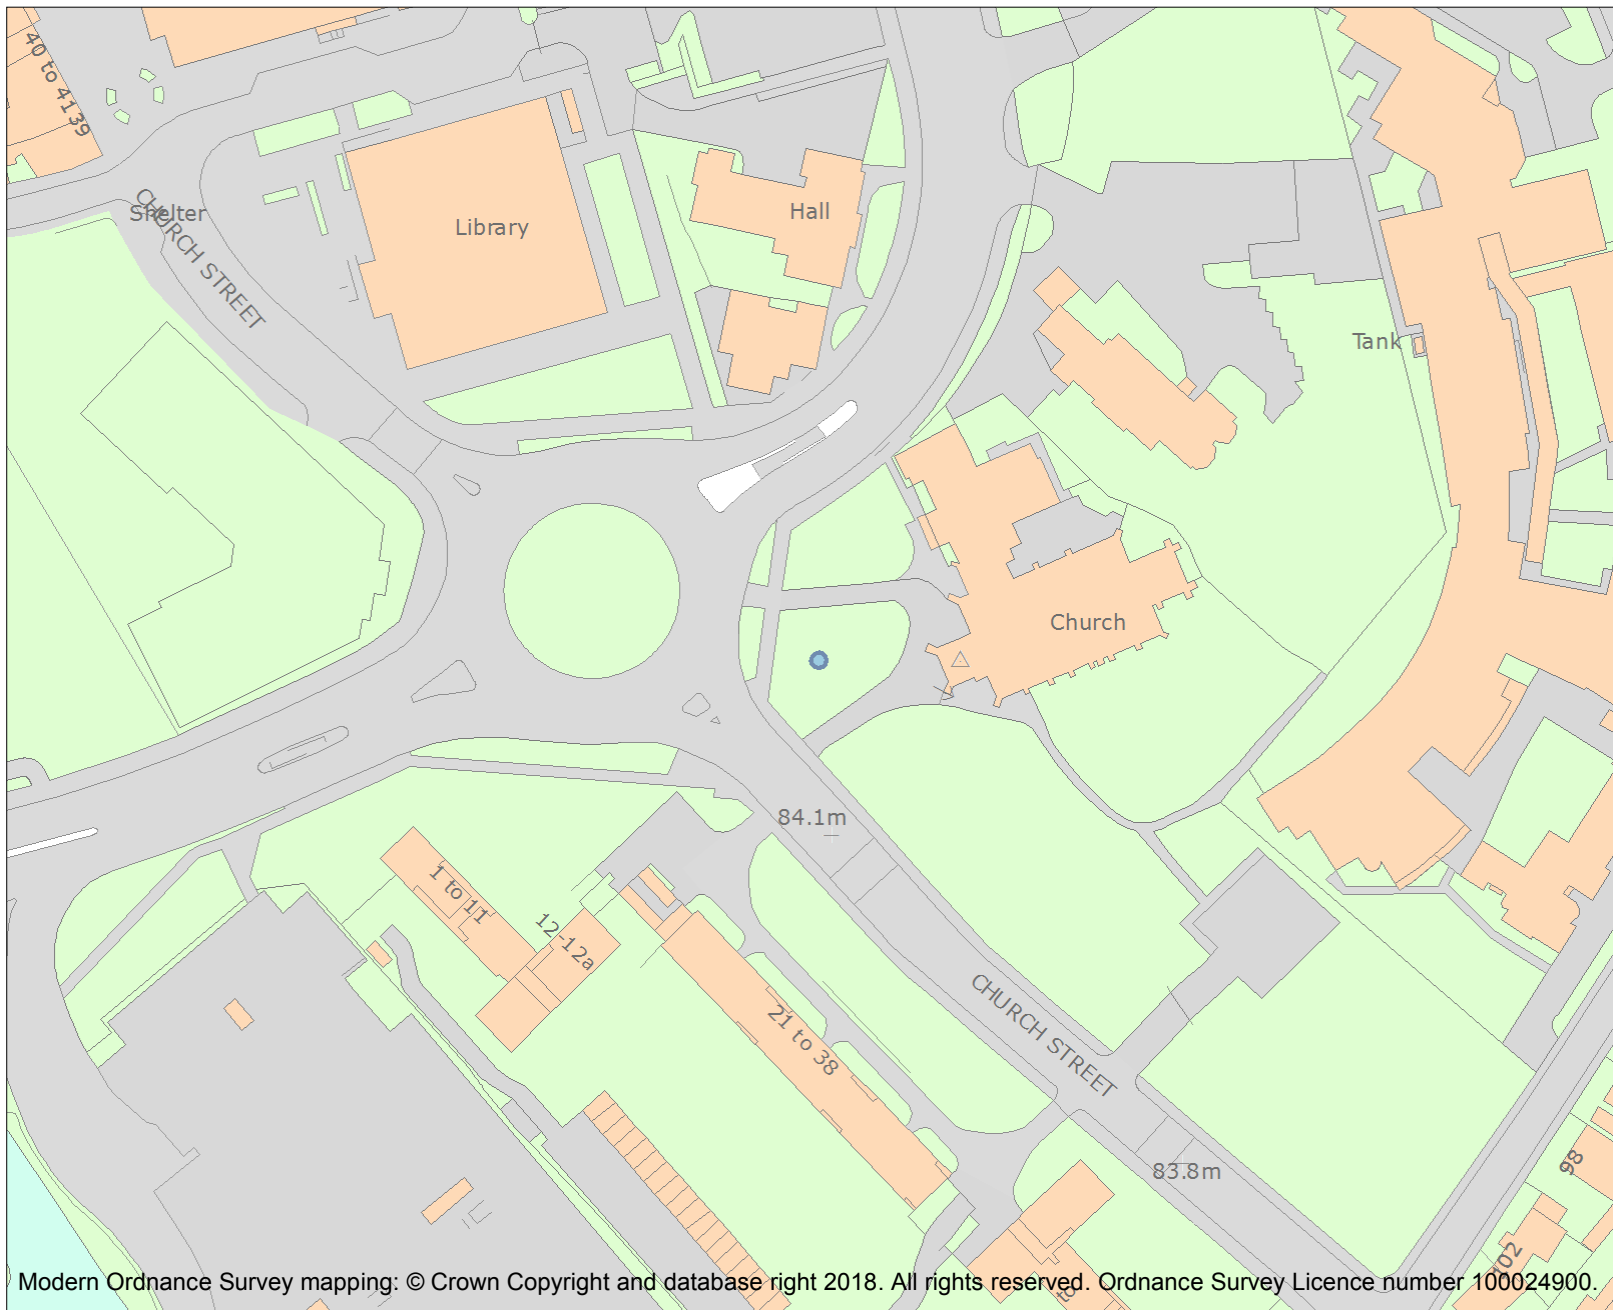 40 to 4139
Shelter
CHURCH STREET
Library
Hall
Tank
Church
84.1m
1 to 11
12-12a
21 to 38
CHURCH STREET
83.8m
98
102
to
Modern Ordnance Survey mapping: © Crown Copyright and database right 2018. All rights reserved. Ordnance Survey Licence number 100024900.